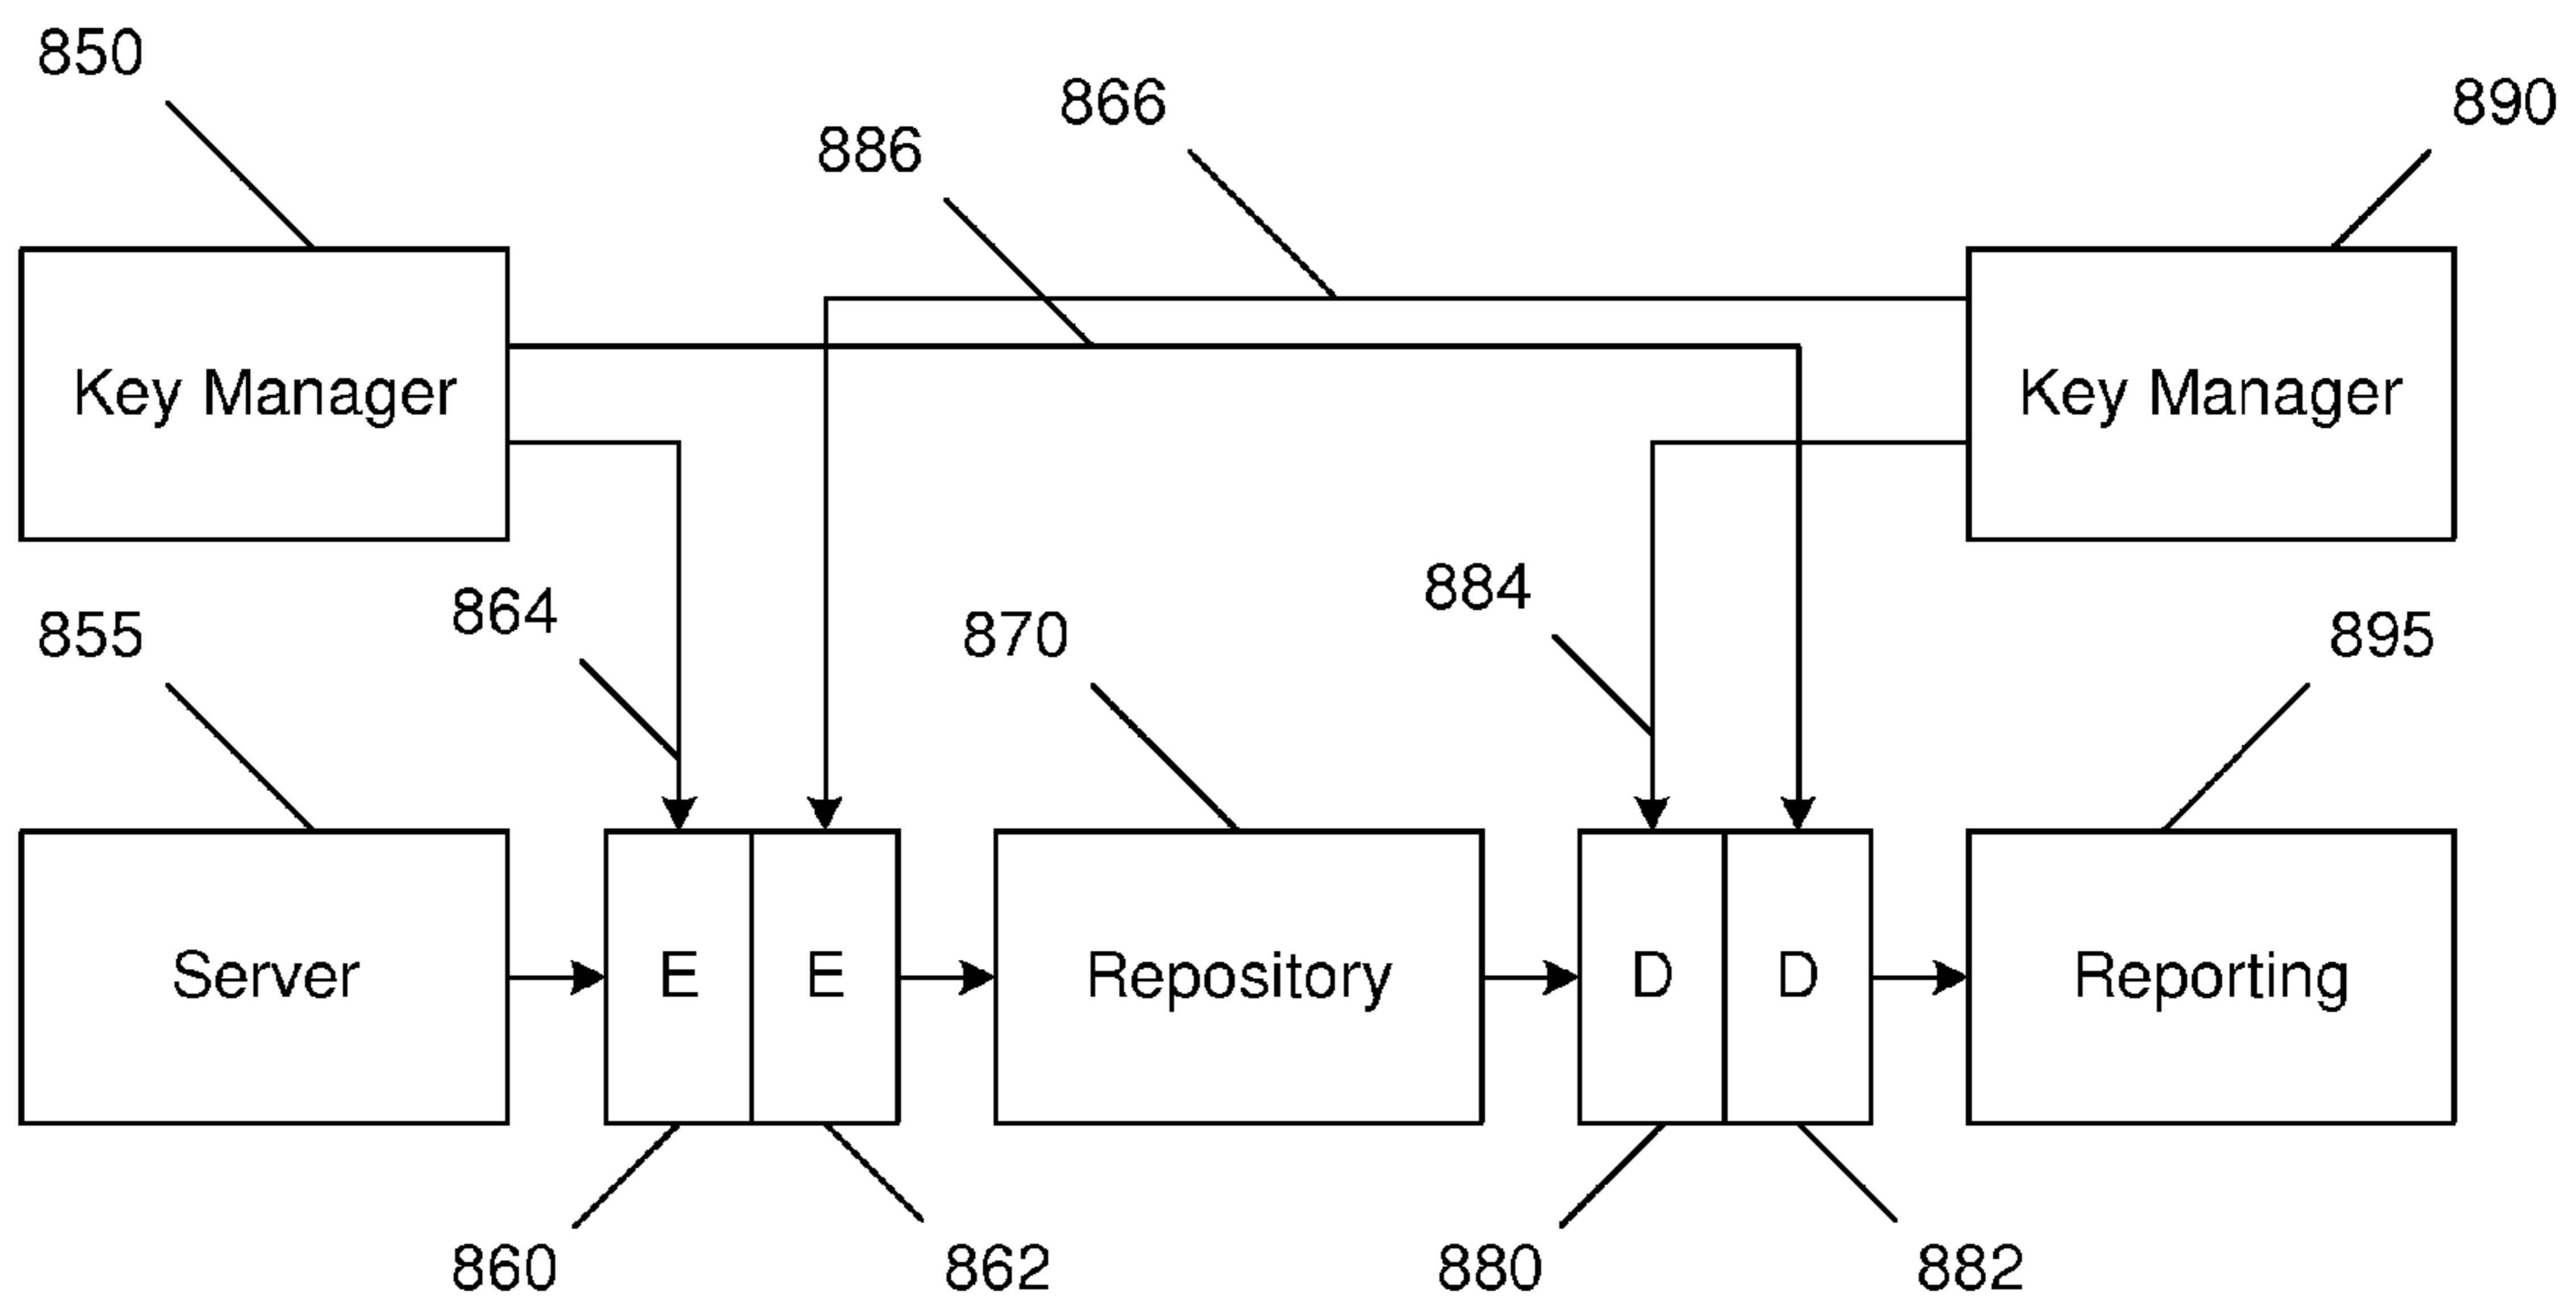 850
866
890
886
Key Manager
Key Manager
864
884
855
870
895
Server
E
E
Repository
D
D
Reporting
860
862
880
882